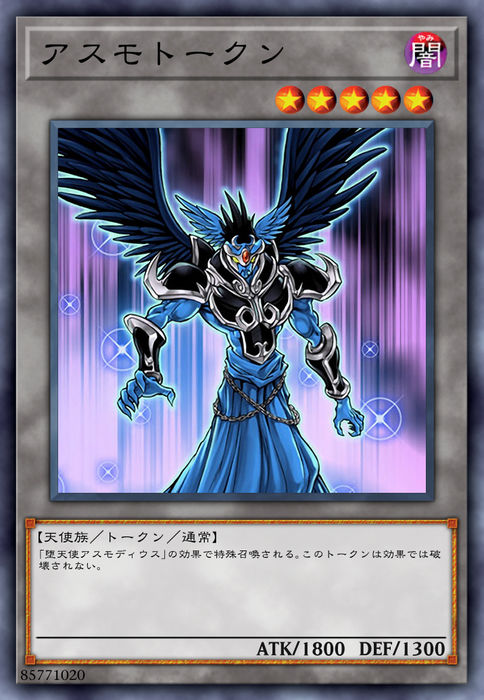 アスモトークン
やみ
闇
【天使族／トークン／通常】
「堕天使アスモディウス」の効果で特殊召喚される。このトークンは効果では破
壊されない。
ATK/1800 DEF/1300
85771020